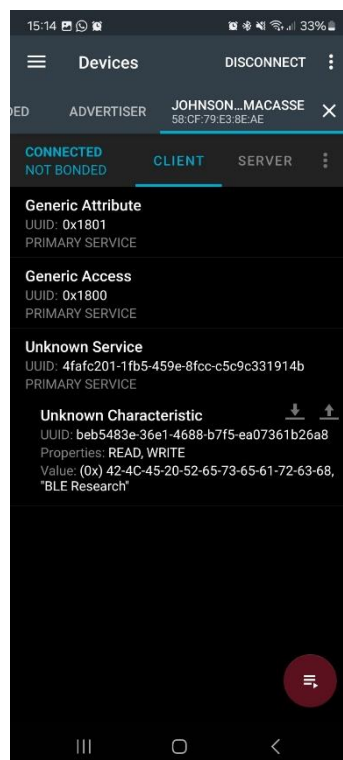 15:14 33%
Devices DISCONNECT
ED ADVERTISER JOHNSON...MACASSE
58:CF:79:E3:8E:AE
CONNECTED
NOT BONDED CLIENT SERVER
Generic Attribute
UUID: 0x1801
PRIMARY SERVICE
Generic Access
UUID: 0x1800
PRIMARY SERVICE
Unknown Service
UUID: 4fafc201-1fb5-459e-8fcc-c5c9c331914b
PRIMARY SERVICE
Unknown Characteristic
UUID: beb5483e-36e1-4688-b7f5-ea07361b26a8
Properties: READ, WRITE
Value: (0x) 42-4C-45-20-52-65-73-65-61-72-63-68,
"BLE Research"